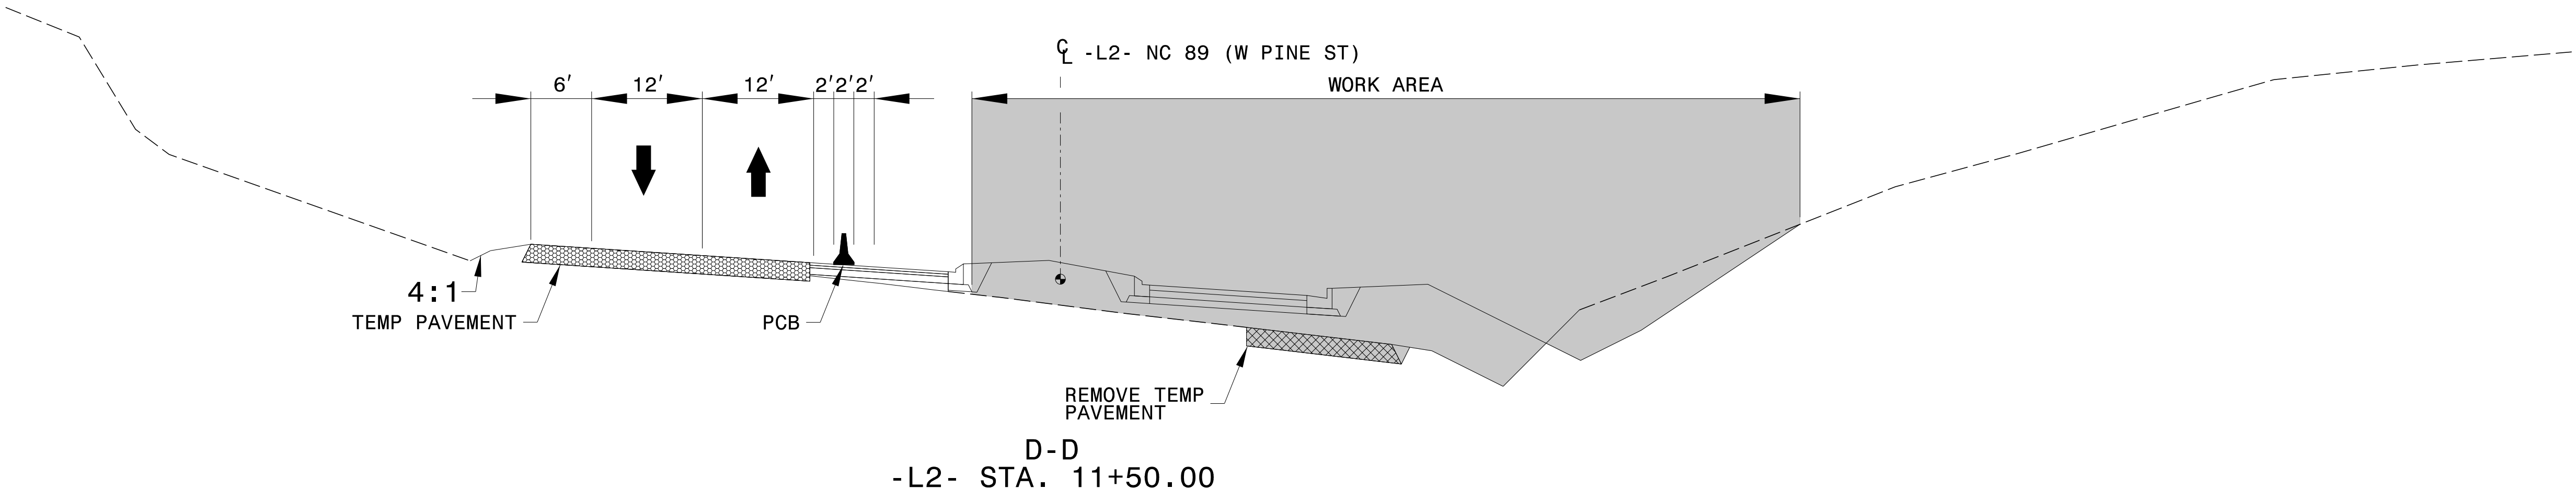 CL -L2- NC 89 (W PINE ST)
6' 12' 12' 2' 2' 2' WORK AREA
4:1
TEMP PAVEMENT
PCB
REMOVE TEMP
PAVEMENT
D-D
-L2- STA. 11+50.00